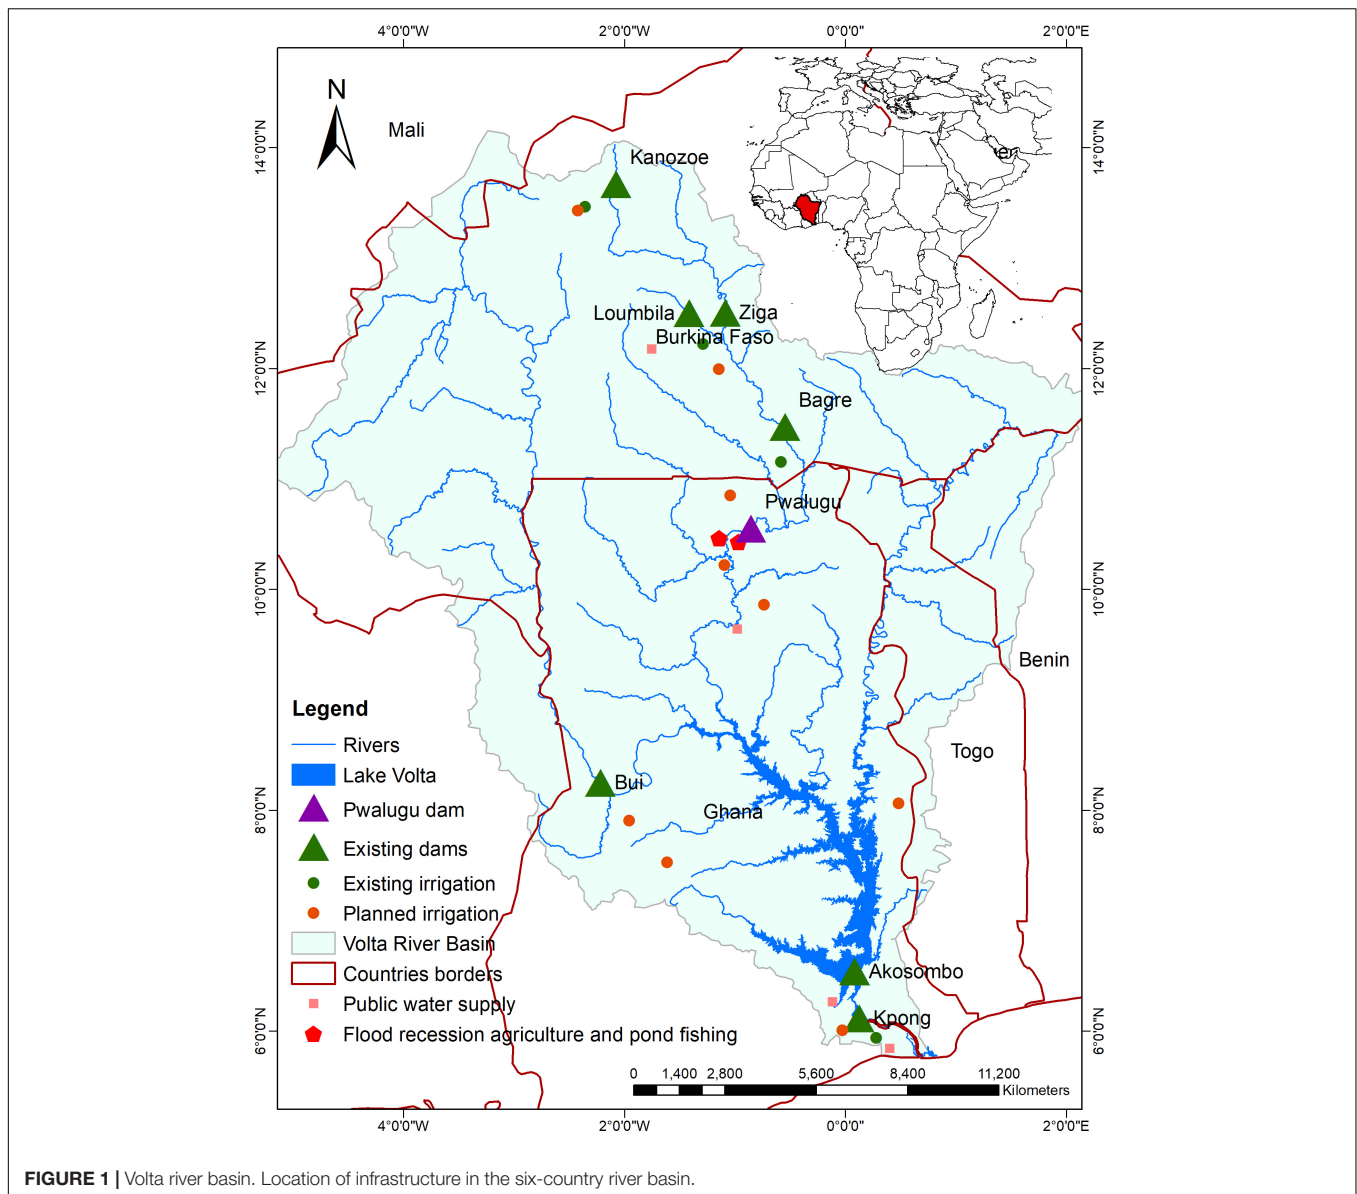 4°0'0"W 2°0'0"W 0°0'0" 2°0'0"E
N
Mali
14°0'0"N
14°0'0"N
Kanozoe
er
Loumbila
Ziga
Burkina Faso
12°0'0"N
12°0'0"N
Bagre
Pwalugu
10°0'0"N
10°0'0"N
Benin
Togo
Bui
Ghana
8°0'0"N
8°0'0"N
Legend
Rivers
Lake Volta
Pwalugu dam
Existing dams
Existing irrigation
Planned irrigation
Volta River Basin
Countries borders
Public water supply
Flood recession agriculture and pond fishing
Akosombo
Kpong
6°0'0"N
6°0'0"N
0 1,400 2,800 5,600 8,400 11,200
Kilometers
4°0'0"W 2°0'0"W 0°0'0" 2°0'0"E
FIGURE 1 | Volta river basin. Location of infrastructure in the six-country river basin.